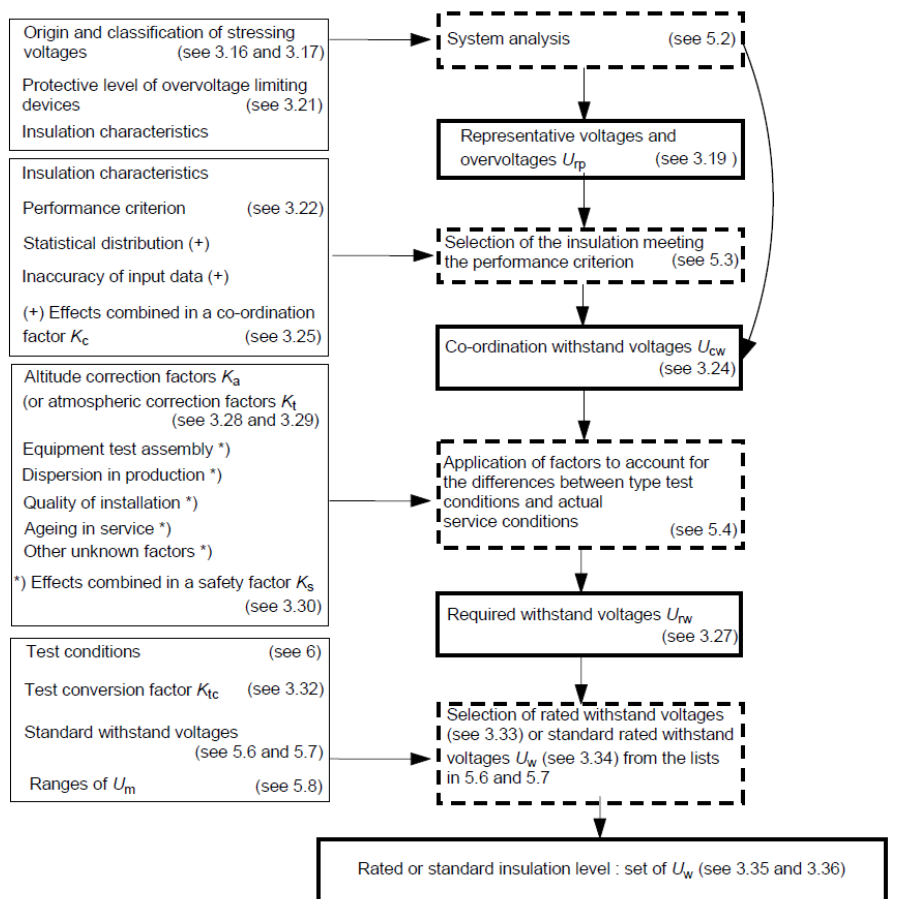 Origin and classification of stressing
voltages (see 3.16 and 3.17)
Protective level of overvoltage limiting
devices (see 3.21)
Insulation characteristics
System analysis (see 5.2)
Representative voltages and
overvoltages Urp (see 3.19 )
Insulation characteristics
Performance criterion (see 3.22)
Statistical distribution (+)
Inaccuracy of input data (+)
(+) Effects combined in a co-ordination
factor Kc (see 3.25)
Selection of the insulation meeting
the performance criterion (see 5.3)
Co-ordination withstand voltages Ucw
(see 3.24)
Altitude correction factors Ka
(or atmospheric correction factors Kt
(see 3.28 and 3.29)
Equipment test assembly *)
Dispersion in production *)
Quality of installation *)
Ageing in service *)
Other unknown factors *)
*) Effects combined in a safety factor Ks
(see 3.30)
Application of factors to account for
the differences between type test
conditions and actual
service conditions
(see 5.4)
Required withstand voltages Urw
(see 3.27)
Test conditions (see 6)
Test conversion factor Ktc (see 3.32)
Standard withstand voltages
(see 5.6 and 5.7)
Ranges of Um (see 5.8)
Selection of rated withstand voltages
(see 3.33) or standard rated withstand
voltages Uw (see 3.34) from the lists
in 5.6 and 5.7
Rated or standard insulation level : set of Uw (see 3.35 and 3.36)